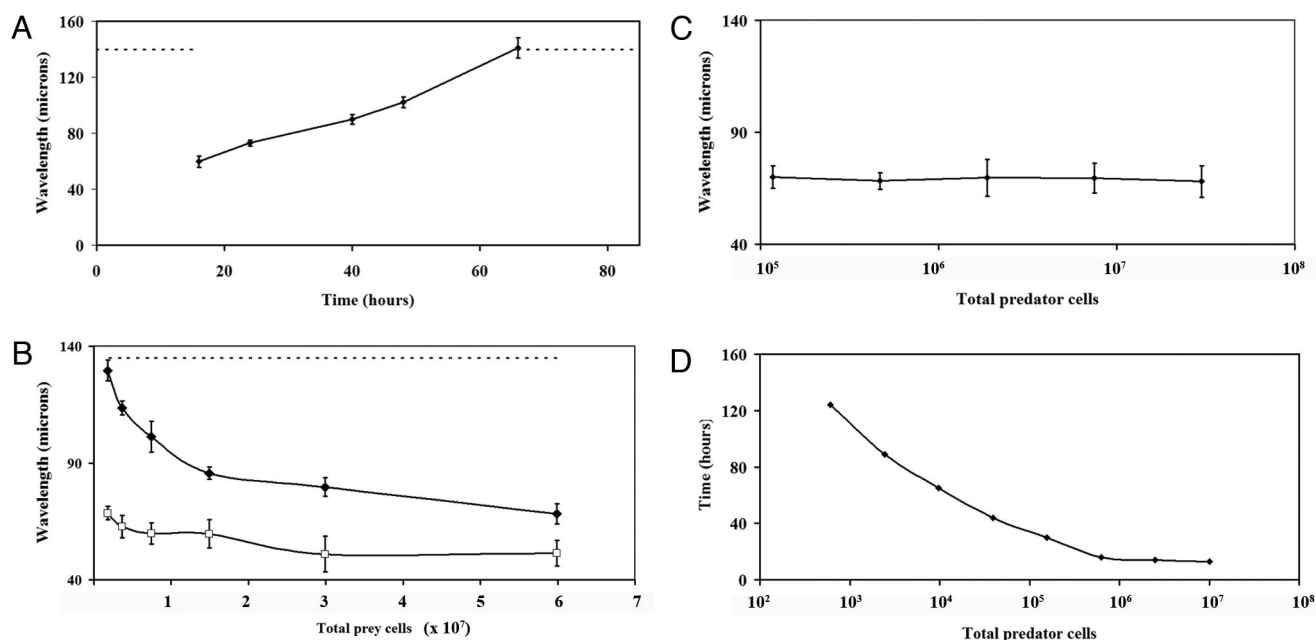 A
160
120
80
40
0
Wavelength (microns)
0 20 40 60 80
Time (hours)
B
140
90
40
Wavelength (microns)
1 2 3 4 5 6 7
Total prey cells (x 10⁷)
C
140
90
40
Wavelength (microns)
10⁵ 10⁶ 10⁷ 10⁸
Total predator cells
D
160
120
80
40
0
Time (hours)
10² 10³ 10⁴ 10⁵ 10⁶ 10⁷ 10⁸
Total predator cells